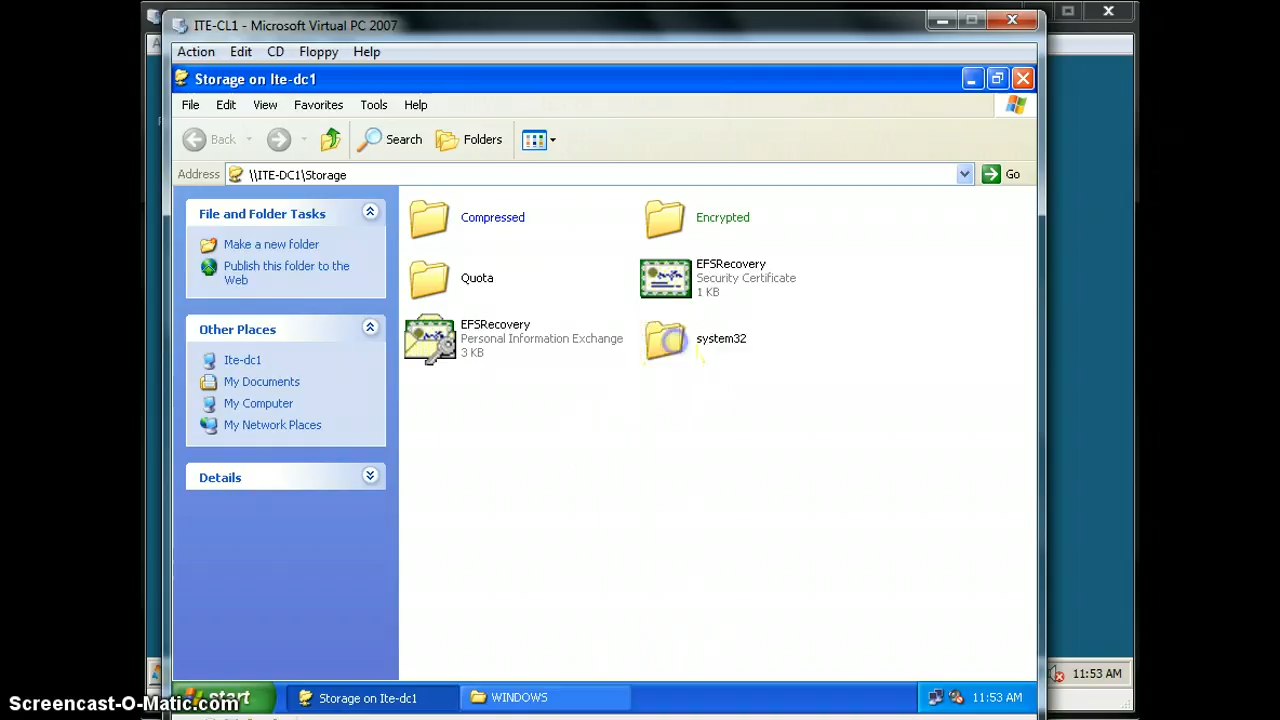 ITE-CL1 - Microsoft Virtual PC 2007
Action Edit CD Floppy Help
Storage on Ite-dc1
File Edit View Favorites Tools Help
Back Search Folders
Address \\ITE-DC1\Storage Go
File and Folder Tasks
Make a new folder
Publish this folder to the
Web
Other Places
Ite-dc1
My Documents
My Computer
My Network Places
Details
Compressed
Encrypted
Quota
EFSRecovery
Security Certificate
1 KB
EFSRecovery
Personal Information Exchange
3 KB
system32
start Storage on Ite-dc1 WINDOWS 11:53 AM
11:53 AM
Screencast-O-Matic.com